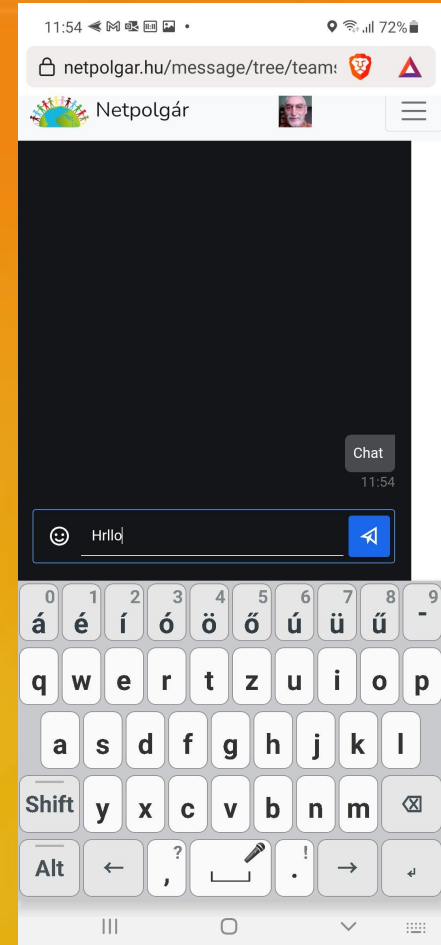 11:54 72%
netpolgar.hu/message/tree/team
Netpolgár
Chat
11:54
Hrllo
0 1 2 3 4 5 6 7 8 9
á é í ó ö ő ú ü ű -
q w e r t z u i o p
a s d f g h j k l
Shift y x c v b n m
Alt ← , ? . ! → ↵